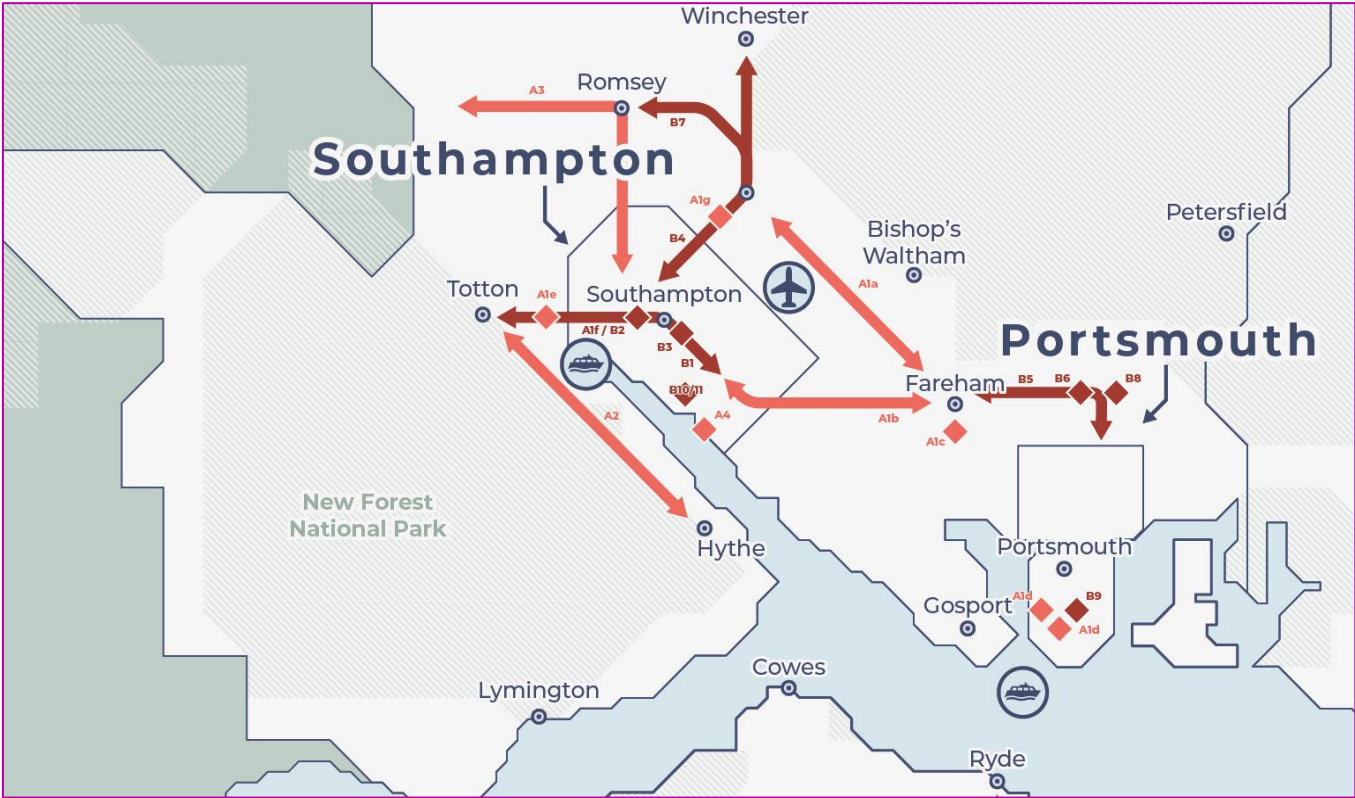 Winchester
Romsey
A3
B7
Southampton
A1g
B4
Petersfield
Bishop's
Waltham
A1a
Totton
A1e
Southampton
A1f / B2
B3
B1
Portsmouth
Fareham
B5
B6
B8
B10/11
A2
A4
A1b
A1c
New Forest
National Park
Hythe
Portsmouth
Gosport
A1d
B9
A1d
Cowes
Lymington
Ryde